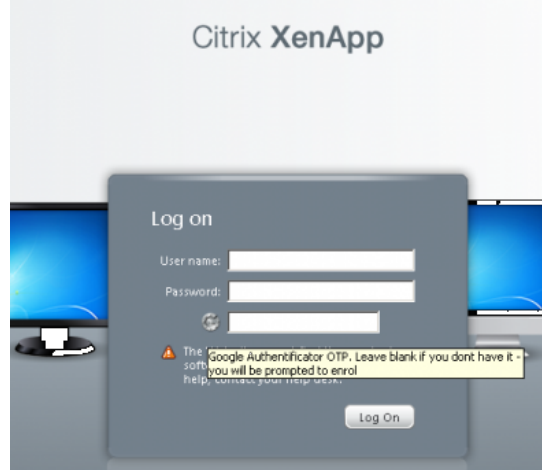 Citrix XenApp
Log on
User name:
Password:
The
Google Authentificator OTP. Leave blank if you dont have it -
soft
you will be prompted to enrol
help, contact your help desk.
Log On